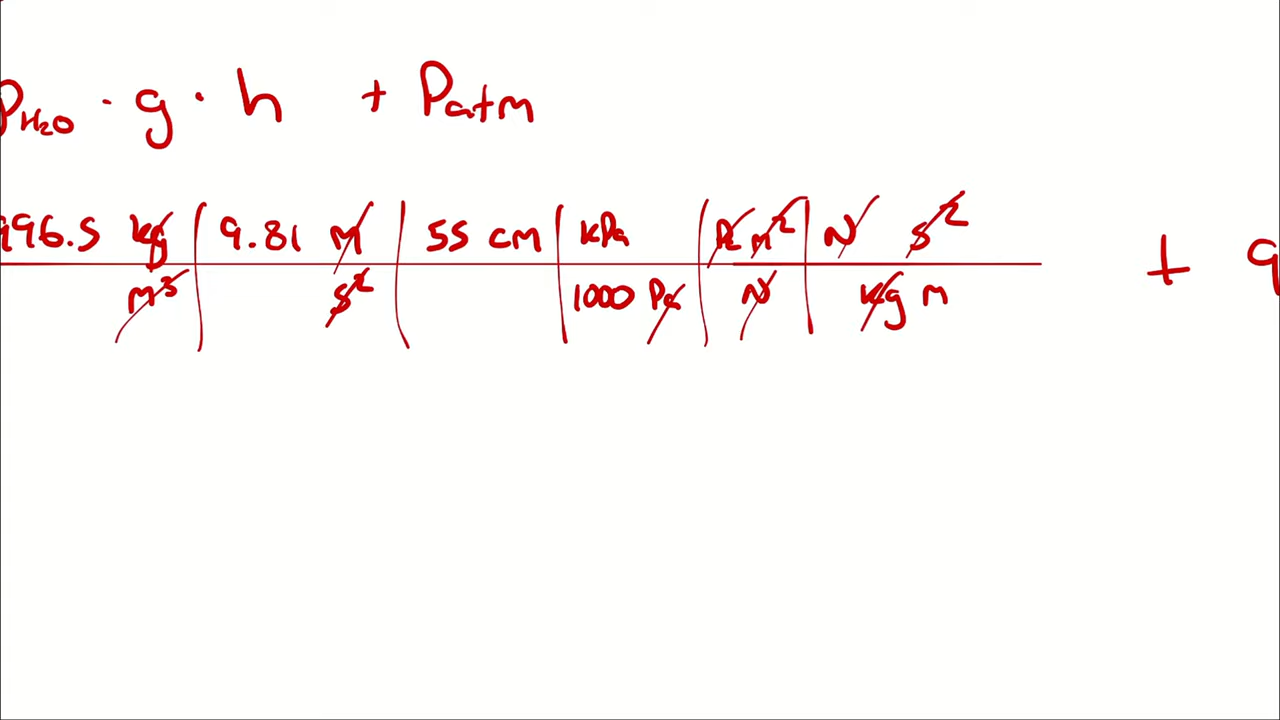 ρH₂O · g · h + Patm
996.5 kg | 9.81 m | 55 cm | kPa | Pa m² | N s² + 9
m³ | s² | 1000 Pa | N | kg m